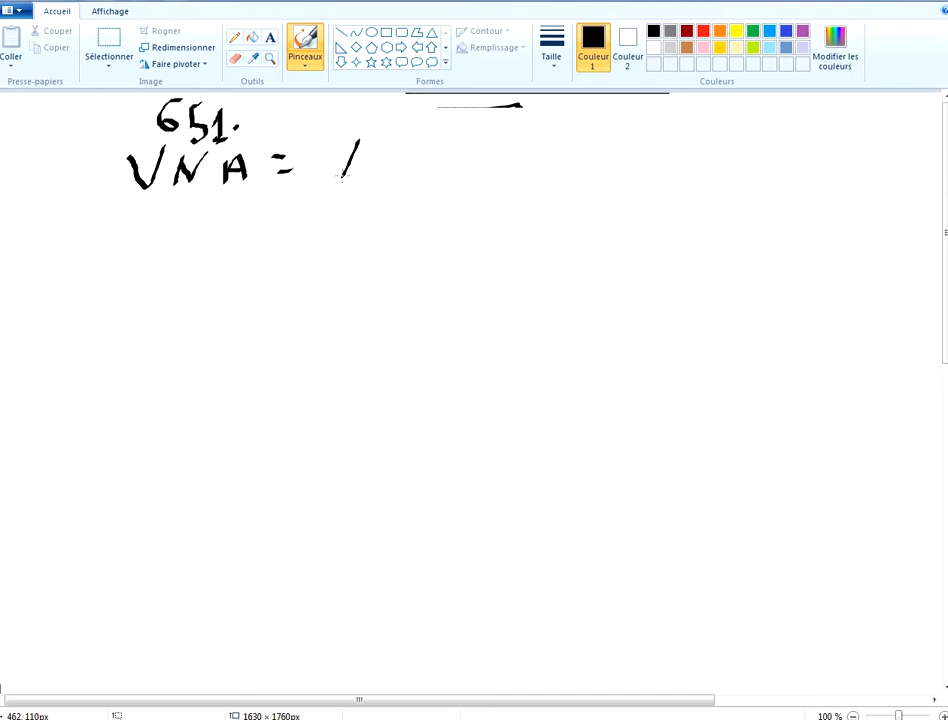 Accueil Affichage
Coller
Couper
Copier
Presse-papiers
Sélectionner
Rogner
Redimensionner
Faire pivoter
Image
A
Outils
Pinceaux
Contour
Remplissage
Formes
Taille
Couleur 1
Couleur 2
Modifier les couleurs
Couleurs
651.
VNA = /
462, 110px
1630 × 1760px
100 %